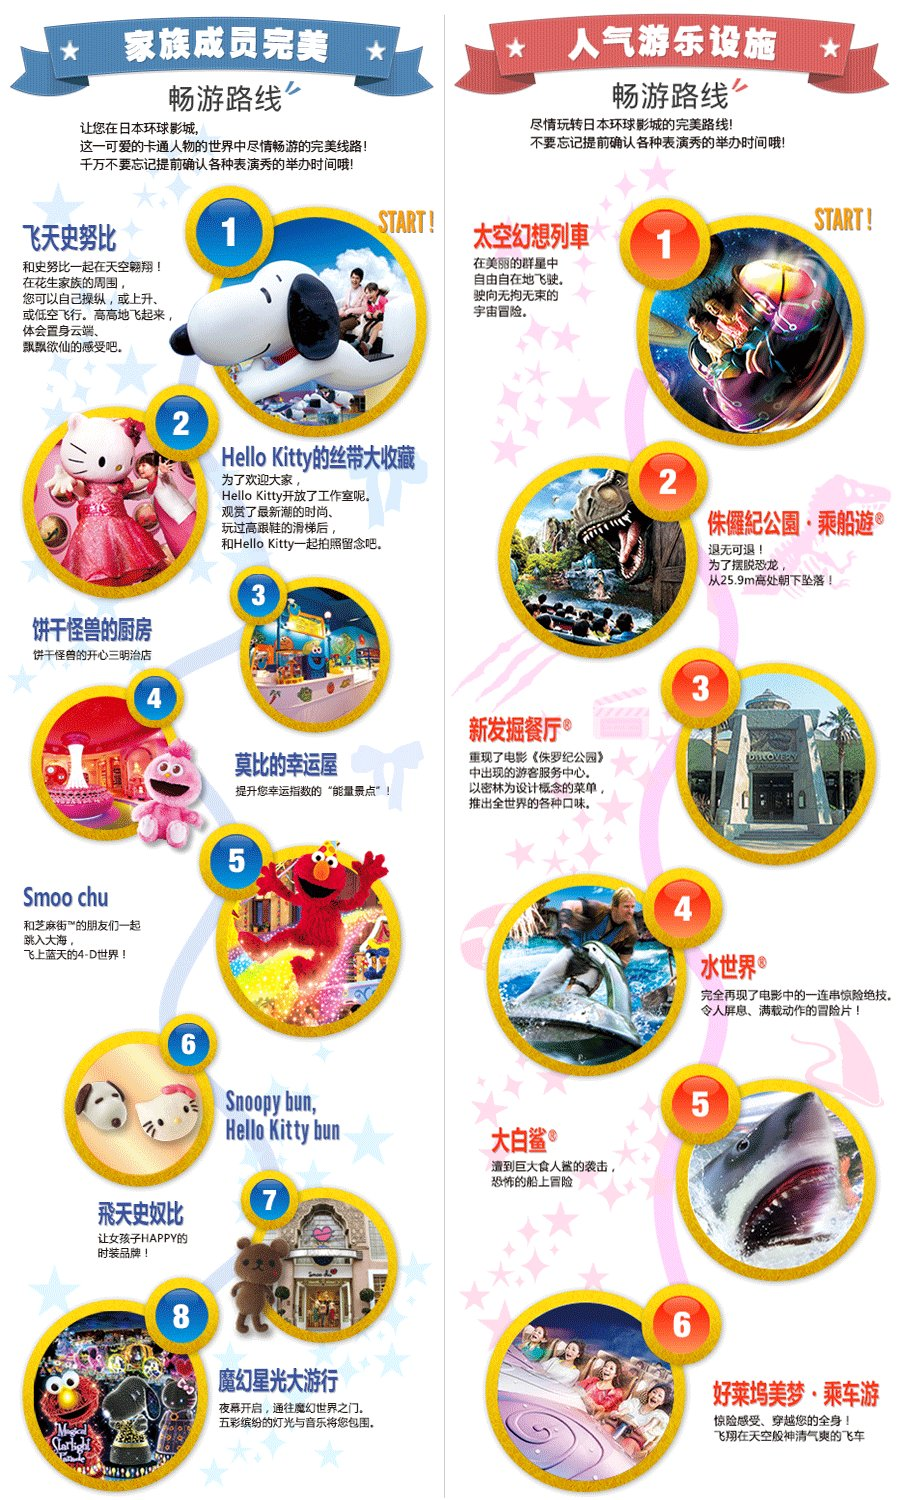 家族成员完美
畅游路线
让您在日本环球影城,
这一可爱的卡通人物的世界中尽情畅游的完美线路!
千万不要忘记提前确认各种表演秀的举办时间哦!
START!
1
飞天史努比
和史努比一起在天空翱翔！
在花生家族的周围，
您可以自己操纵，或上升、
或低空飞行。高高地飞起来，
体会置身云端、
飘飘欲仙的感受吧。
2
Hello Kitty的丝带大收藏
为了欢迎大家，
Hello Kitty开放了工作室呢。
观赏了最新潮的时尚、
玩过高跟鞋的滑梯后，
和Hello Kitty一起拍照留念吧。
3
饼干怪兽的厨房
饼干怪兽的开心三明治店
4
莫比的幸运屋
提升您幸运指数的“能量景点”！
5
Smoo chu
和芝麻街™的朋友们一起
跳入大海，
飞上蓝天的4-D世界！
6
Snoopy bun,
Hello Kitty bun
7
飛天史奴比
让女孩子HAPPY的
时装品牌！
Smoo chu
8
魔幻星光大游行
夜幕开启，通往魔幻世界之门。
五彩缤纷的灯光与音乐将您包围。
Magical
Starlight
Parade
人气游乐设施
畅游路线
尽情玩转日本环球影城的完美路线!
不要忘记提前确认各种表演秀的举办时间哦!
START!
1
太空幻想列車
在美丽的群星中
自由自在地飞驶。
驶向无拘无束的
宇宙冒险。
2
侏儸紀公園·乘船遊®
退无可退！
为了摆脱恐龙，
从25.9m高处朝下坠落！
3
新发掘餐厅®
重现了电影《侏罗纪公园》
中出现的游客服务中心。
以密林为设计概念的菜单，
推出全世界的各种口味。
DISCOVERY
4
水世界®
完全再现了电影中的一连串惊险绝技。
令人屏息、满载动作的冒险片！
5
大白鲨®
遭到巨大食人鲨的袭击，
恐怖的船上冒险
6
好莱坞美梦·乘车游
惊险感受、穿越您的全身！
飞翔在天空般神清气爽的飞车